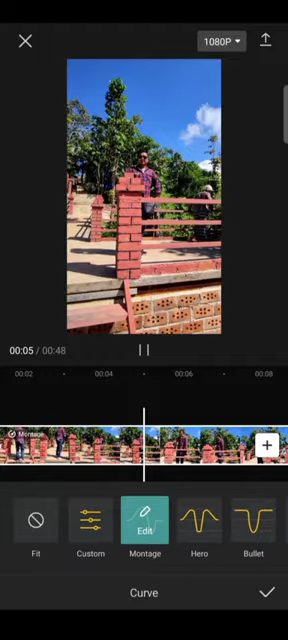 1080P
00:05 / 00:48
00:02 00:04 00:06 00:08
Montage
Edit
Fit Custom Montage Hero Bullet
Curve